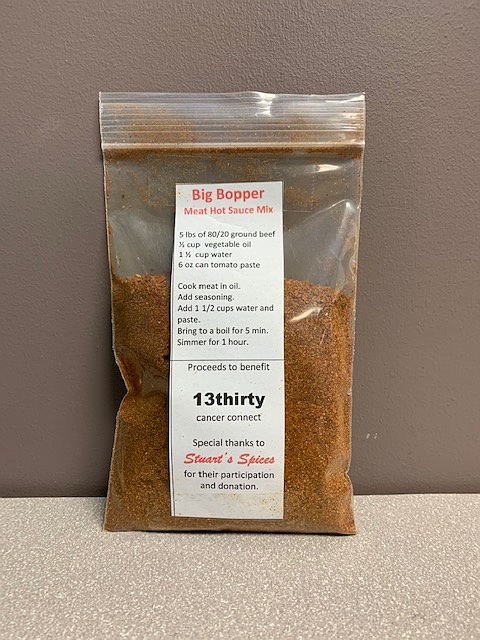 Big Bopper
Meat Hot Sauce Mix
5 lbs of 80/20 ground beef
½ cup vegetable oil
1 ½ cup water
6 oz can tomato paste
Cook meat in oil.
Add seasoning.
Add 1 1/2 cups water and
paste.
Bring to a boil for 5 min.
Simmer for 1 hour.
Proceeds to benefit
13thirty
cancer connect
Special thanks to
Stuart's Spices
for their participation
and donation.